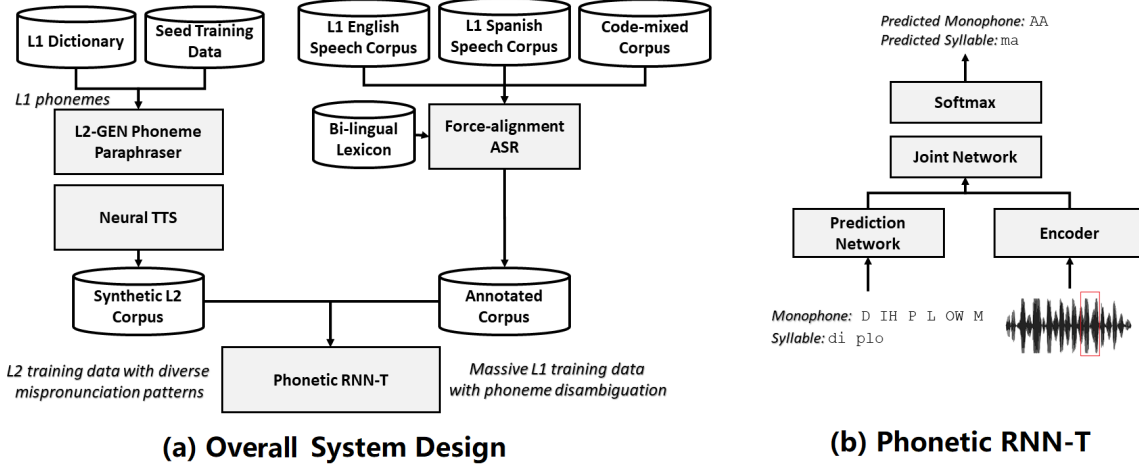 L1 Dictionary
Seed Training
Data
L1 English
Speech Corpus
L1 Spanish
Speech Corpus
Code-mixed
Corpus
L1 phonemes
L2-GEN Phoneme
Paraphraser
Bi-lingual
Lexicon
Force-alignment
ASR
Neural TTS
Synthetic L2
Corpus
Annotated
Corpus
L2 training data with diverse
mispronunciation patterns
Phonetic RNN-T
Massive L1 training data
with phoneme disambiguation
(a) Overall System Design
Predicted Monophone: AA
Predicted Syllable: ma
Softmax
Joint Network
Prediction
Network
Encoder
Monophone: D IH P L OW M
Syllable: di plo
(b) Phonetic RNN-T